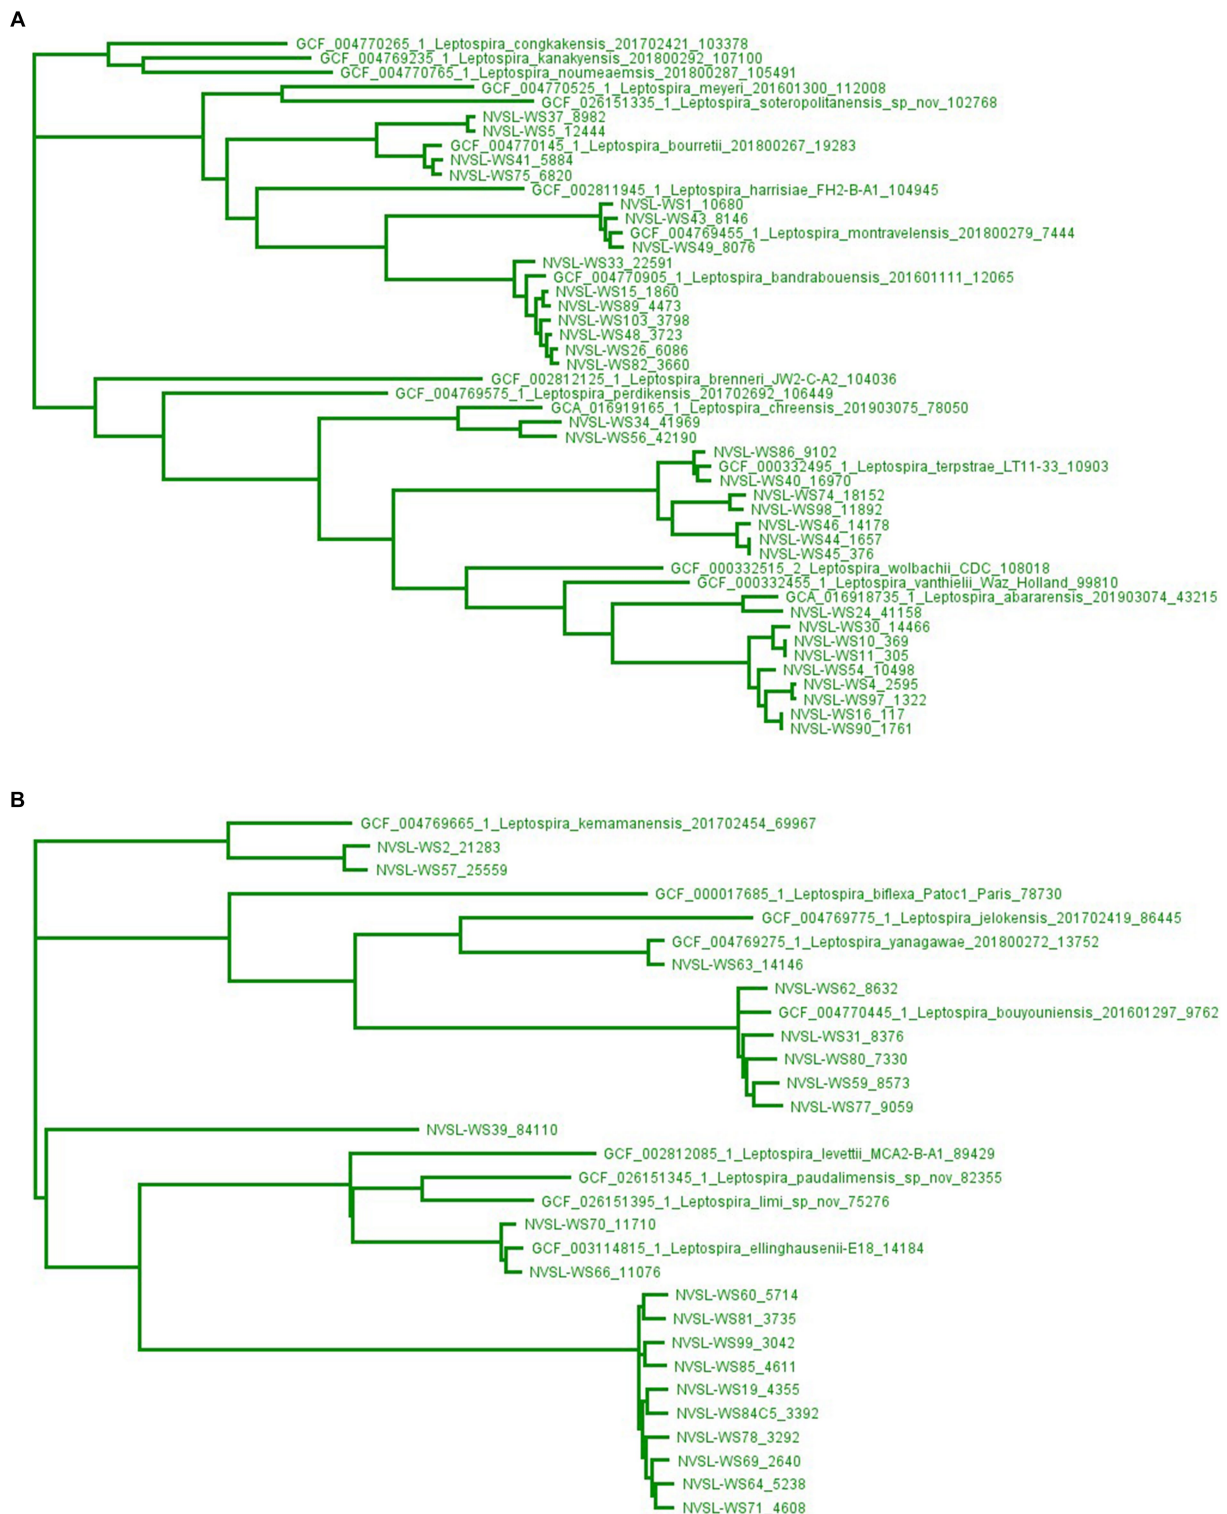 A
GCF_004770265_1_Leptospira_congkakensis_201702421_103378
GCF_004769235_1_Leptospira_kanakyensis_201800292_107100
GCF_004770765_1_Leptospira_noumeaemsis_201800287_105491
GCF_004770525_1_Leptospira_meyeri_201601300_112008
GCF_026151335_1_Leptospira_soteropolitanensis_sp_nov_102768
NVSL-WS37_8982
NVSL-WS5_12444
GCF_004770145_1_Leptospira_bourretii_201800267_19283
NVSL-WS41_5884
NVSL-WS75_6820
GCF_002811945_1_Leptospira_harrisiae_FH2-B-A1_104945
NVSL-WS1_10680
NVSL-WS43_8146
GCF_004769455_1_Leptospira_montravelensis_201800279_7444
NVSL-WS49_8076
NVSL-WS33_22591
GCF_004770905_1_Leptospira_bandrabouensis_201601111_12065
NVSL-WS15_1860
NVSL-WS89_4473
NVSL-WS103_3798
NVSL-WS48_3723
NVSL-WS26_6086
NVSL-WS82_3660
GCF_002812125_1_Leptospira_brenneri_JW2-C-A2_104036
GCF_004769575_1_Leptospira_perdikensis_201702692_106449
GCA_016919165_1_Leptospira_chreensis_201903075_78050
NVSL-WS34_41969
NVSL-WS56_42190
NVSL-WS86_9102
GCF_000332495_1_Leptospira_terpstrae_LT11-33_10903
NVSL-WS40_16970
NVSL-WS74_18152
NVSL-WS98_11892
NVSL-WS46_14178
NVSL-WS44_1657
NVSL-WS45_376
GCF_000332515_2_Leptospira_wolbachii_CDC_108018
GCF_000332455_1_Leptospira_vanthielii_Waz_Holland_99810
GCA_016918735_1_Leptospira_abararensis_201903074_43215
NVSL-WS24_41158
NVSL-WS30_14466
NVSL-WS10_369
NVSL-WS11_305
NVSL-WS54_10498
NVSL-WS4_2595
NVSL-WS97_1322
NVSL-WS16_117
NVSL-WS90_1761
B
GCF_004769665_1_Leptospira_kemamanensis_201702454_69967
NVSL-WS2_21283
NVSL-WS57_25559
GCF_000017685_1_Leptospira_biflexa_Patoc1_Paris_78730
GCF_004769775_1_Leptospira_jelokensis_201702419_86445
GCF_004769275_1_Leptospira_yanagawae_201800272_13752
NVSL-WS63_14146
NVSL-WS62_8632
GCF_004770445_1_Leptospira_bouyouniensis_201601297_9762
NVSL-WS31_8376
NVSL-WS80_7330
NVSL-WS59_8573
NVSL-WS77_9059
NVSL-WS39_84110
GCF_002812085_1_Leptospira_levettii_MCA2-B-A1_89429
GCF_026151345_1_Leptospira_paudalimensis_sp_nov_82355
GCF_026151395_1_Leptospira_limi_sp_nov_75276
NVSL-WS70_11710
GCF_003114815_1_Leptospira_ellinghausenii-E18_14184
NVSL-WS66_11076
NVSL-WS60_5714
NVSL-WS81_3735
NVSL-WS99_3042
NVSL-WS85_4611
NVSL-WS19_4355
NVSL-WS84C5_3392
NVSL-WS78_3292
NVSL-WS69_2640
NVSL-WS64_5238
NVSL-WS71_4608